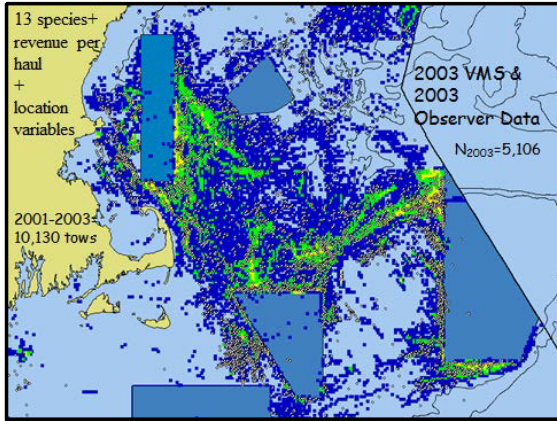 13 species+
revenue per
haul
+
location
variables
2003 VMS &
2003
Observer Data
N2003=5,106
2001-2003=
10,130 tows